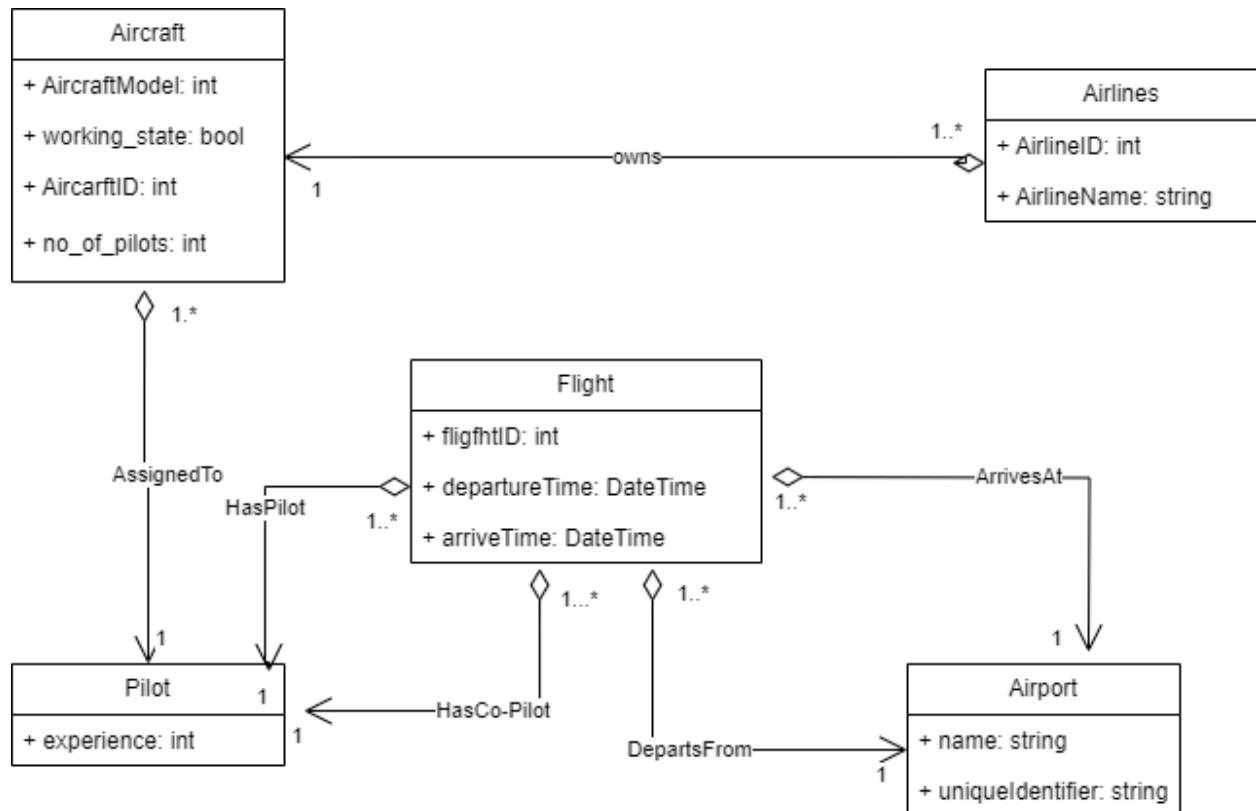 Aircraft
+ AircraftModel: int
+ working_state: bool
+ AircarftID: int
+ no_of_pilots: int
Airlines
+ AirlineID: int
+ AirlineName: string
1..*
owns
1
1.*
AssignedTo
1
Flight
+ fligfhtID: int
+ departureTime: DateTime
+ arriveTime: DateTime
HasPilot
1..*
1
ArrivesAt
1..*
1
1...*
HasCo-Pilot
1
1..*
DepartsFrom
1
Pilot
+ experience: int
Airport
+ name: string
+ uniqueIdentifier: string